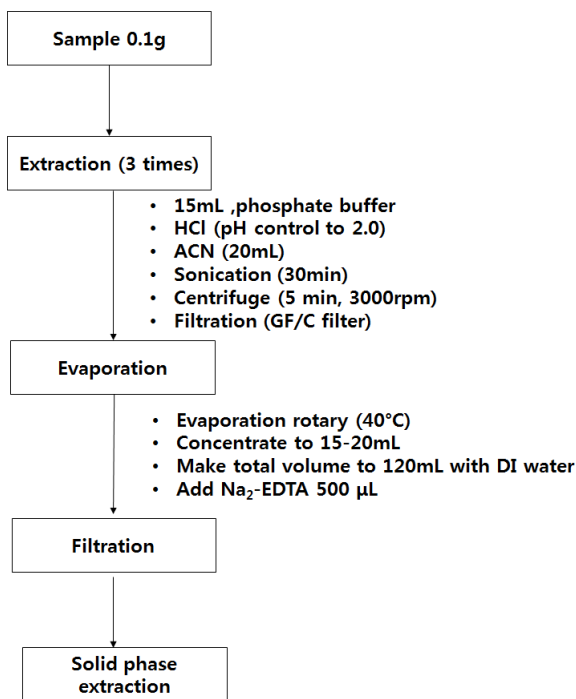 Sample 0.1g
Extraction (3 times)
• 15mL ,phosphate buffer
• HCl (pH control to 2.0)
• ACN (20mL)
• Sonication (30min)
• Centrifuge (5 min, 3000rpm)
• Filtration (GF/C filter)
Evaporation
• Evaporation rotary (40°C)
• Concentrate to 15-20mL
• Make total volume to 120mL with DI water
• Add Na₂-EDTA 500 μL
Filtration
Solid phase
extraction